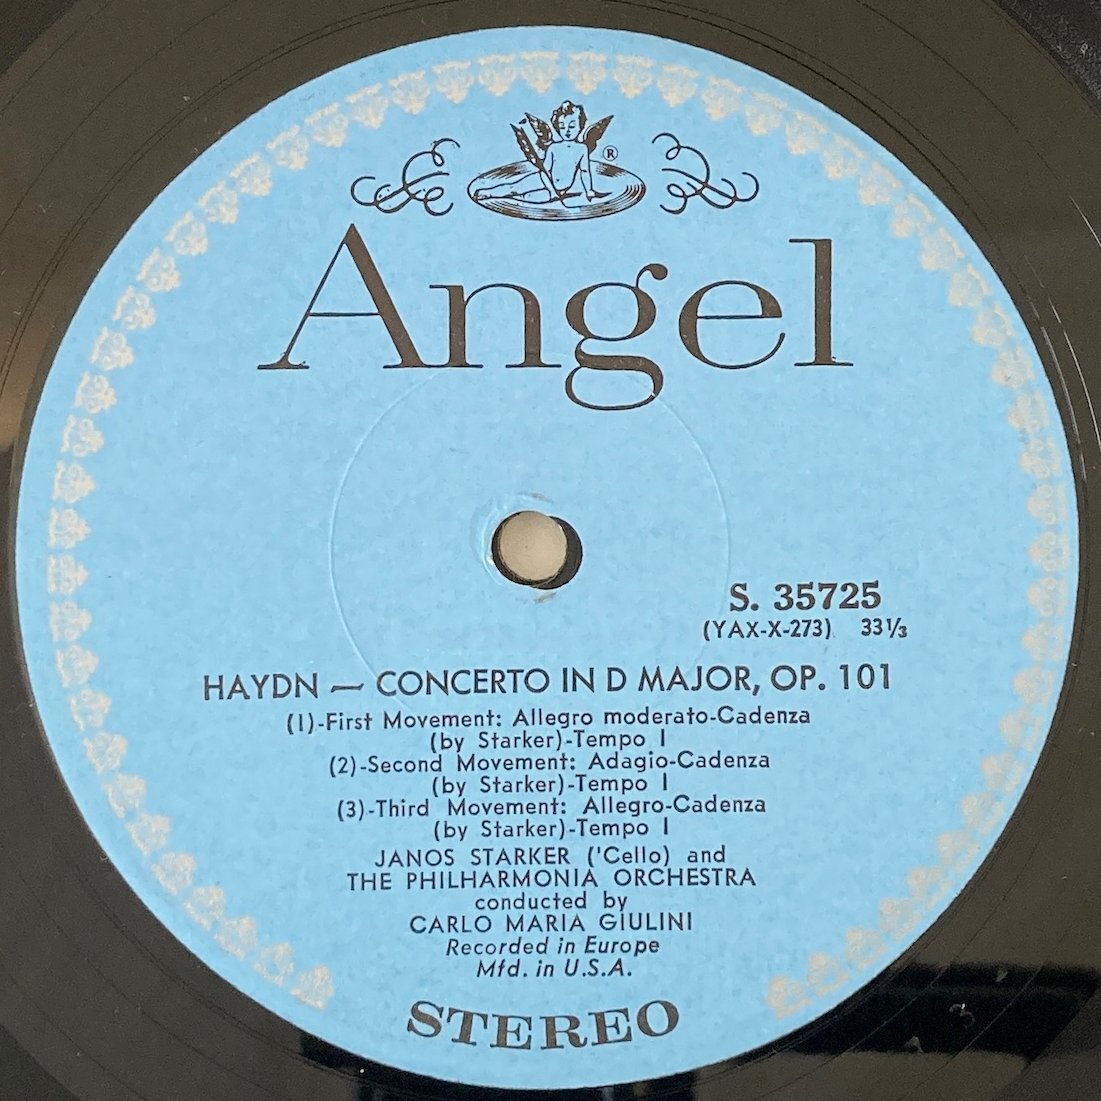 ®
Angel
S. 35725
(YAX-X-273) 33⅓
HAYDN — CONCERTO IN D MAJOR, OP. 101
(1)-First Movement: Allegro moderato-Cadenza
(by Starker)-Tempo I
(2)-Second Movement: Adagio-Cadenza
(by Starker)-Tempo I
(3)-Third Movement: Allegro-Cadenza
(by Starker)-Tempo I
JANOS STARKER ('Cello) and
THE PHILHARMONIA ORCHESTRA
conducted by
CARLO MARIA GIULINI
Recorded in Europe
Mfd. in U.S.A.
STEREO